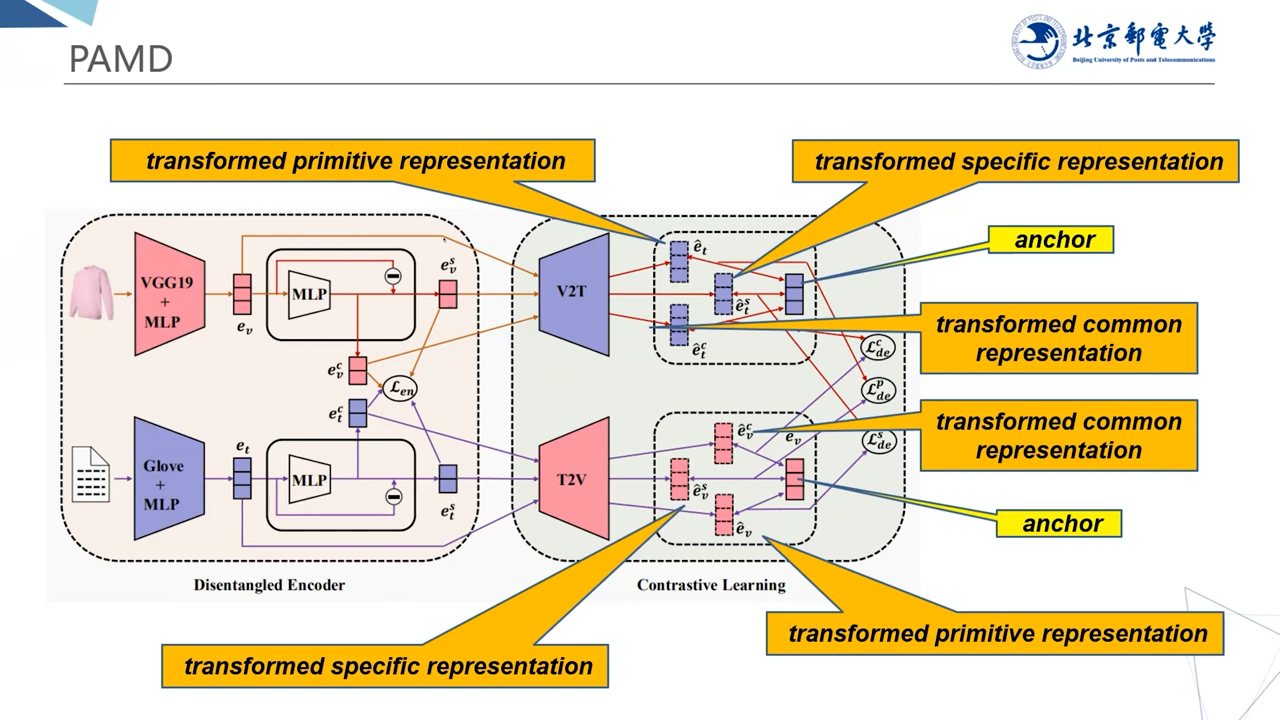 PAMD
北京郵電大學
Beijing University of Posts and Telecommunications
transformed primitive representation
transformed specific representation
anchor
transformed common
representation
transformed common
representation
anchor
transformed primitive representation
transformed specific representation
VGG19
+
MLP
e_v
MLP
e_v^s
e_v^c
ℒ_en
e_t^c
Glove
+
MLP
e_t
MLP
e_t^s
Disentangled Encoder
V2T
T2V
ê_t
ê_t^s
ê_t^c
ê_v^c
e_v
ê_v^s
ê_v
ℒ_de^c
ℒ_de^p
ℒ_de^s
Contrastive Learning